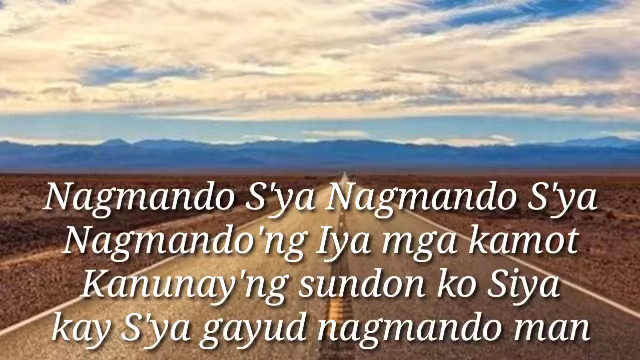 Nagmando S'ya Nagmando S'ya
Nagmando'ng Iya mga kamot
Kanunay'ng sundon ko Siya
kay S'ya gayud nagmando man